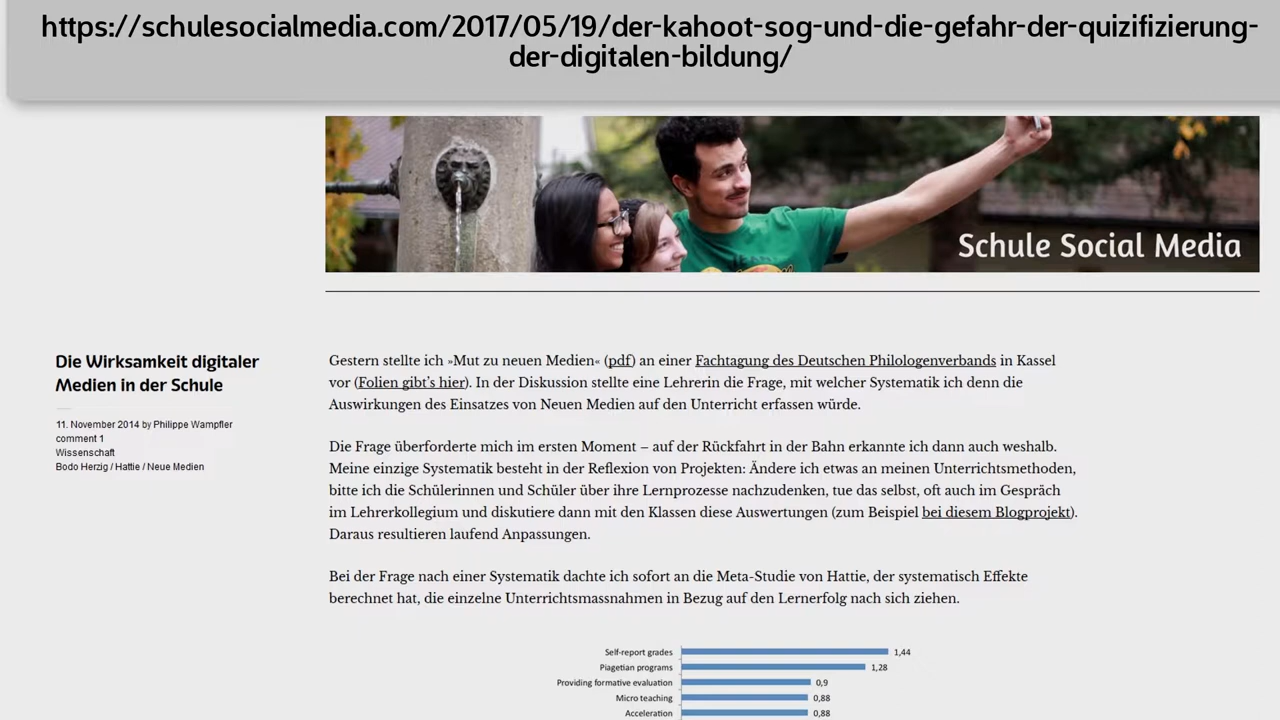 https://schulesocialmedia.com/2017/05/19/der-kahoot-sog-und-die-gefahr-der-quizifizierung-
der-digitalen-bildung/
Schule Social Media
Die Wirksamkeit digitaler
Medien in der Schule
11. November 2014 by Philippe Wampfler
comment 1
Wissenschaft
Bodo Herzig / Hattie / Neue Medien
Gestern stellte ich »Mut zu neuen Medien« (pdf) an einer Fachtagung des Deutschen Philologenverbands in Kassel
vor (Folien gibt's hier). In der Diskussion stellte eine Lehrerin die Frage, mit welcher Systematik ich denn die
Auswirkungen des Einsatzes von Neuen Medien auf den Unterricht erfassen würde.
Die Frage überforderte mich im ersten Moment – auf der Rückfahrt in der Bahn erkannte ich dann auch weshalb.
Meine einzige Systematik besteht in der Reflexion von Projekten: Ändere ich etwas an meinen Unterrichtsmethoden,
bitte ich die Schülerinnen und Schüler über ihre Lernprozesse nachzudenken, tue das selbst, oft auch im Gespräch
im Lehrerkollegium und diskutiere dann mit den Klassen diese Auswertungen (zum Beispiel bei diesem Blogprojekt).
Daraus resultieren laufend Anpassungen.
Bei der Frage nach einer Systematik dachte ich sofort an die Meta-Studie von Hattie, der systematisch Effekte
berechnet hat, die einzelne Unterrichtsmassnahmen in Bezug auf den Lernerfolg nach sich ziehen.
Self-report grades 1,44
Piagetian programs 1,28
Providing formative evaluation 0,9
Micro teaching 0,88
Acceleration 0,88